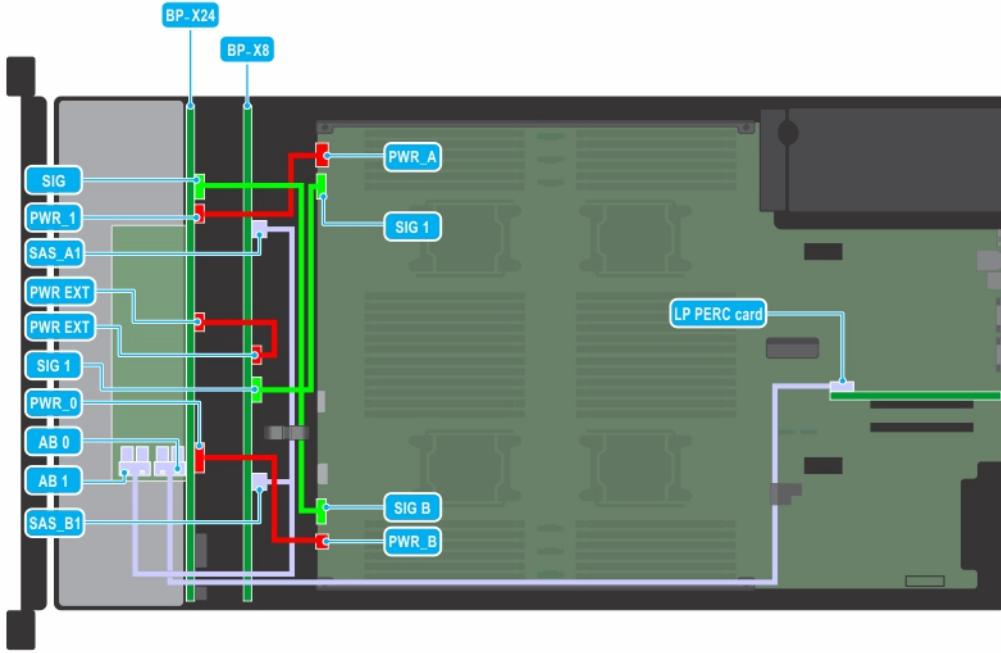 BP-X24
BP-X8
SIG
PWR_1
SAS_A1
PWR EXT
PWR EXT
SIG 1
PWR_0
AB 0
AB 1
SAS_B1
PWR_A
SIG 1
LP PERC card
SIG B
PWR_B